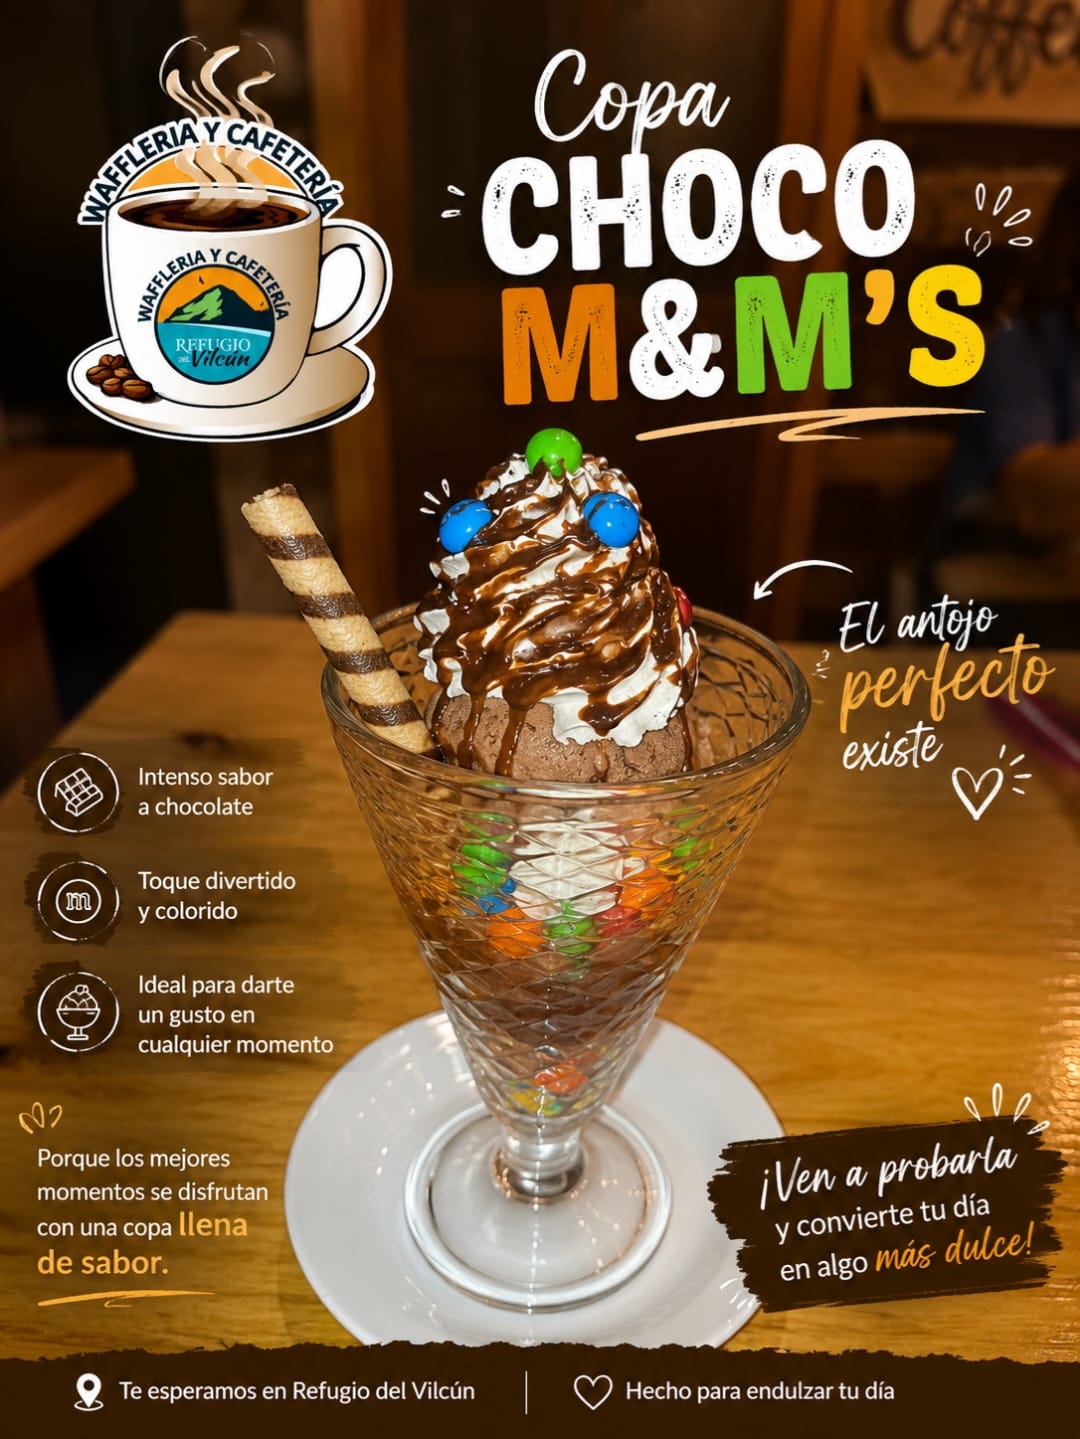 WAFFLERIA Y CAFETERÍA
WAFFLERIA Y CAFETERÍA
REFUGIO
DEL Vilcún
Coffee
Copa
CHOCO
M&M'S
El antojo
perfecto
existe
Intenso sabor
a chocolate
m
Toque divertido
y colorido
Ideal para darte
un gusto en
cualquier momento
Porque los mejores
momentos se disfrutan
con una copa llena
de sabor.
¡Ven a probarla
y convierte tu día
en algo más dulce!
Te esperamos en Refugio del Vilcún
Hecho para endulzar tu día